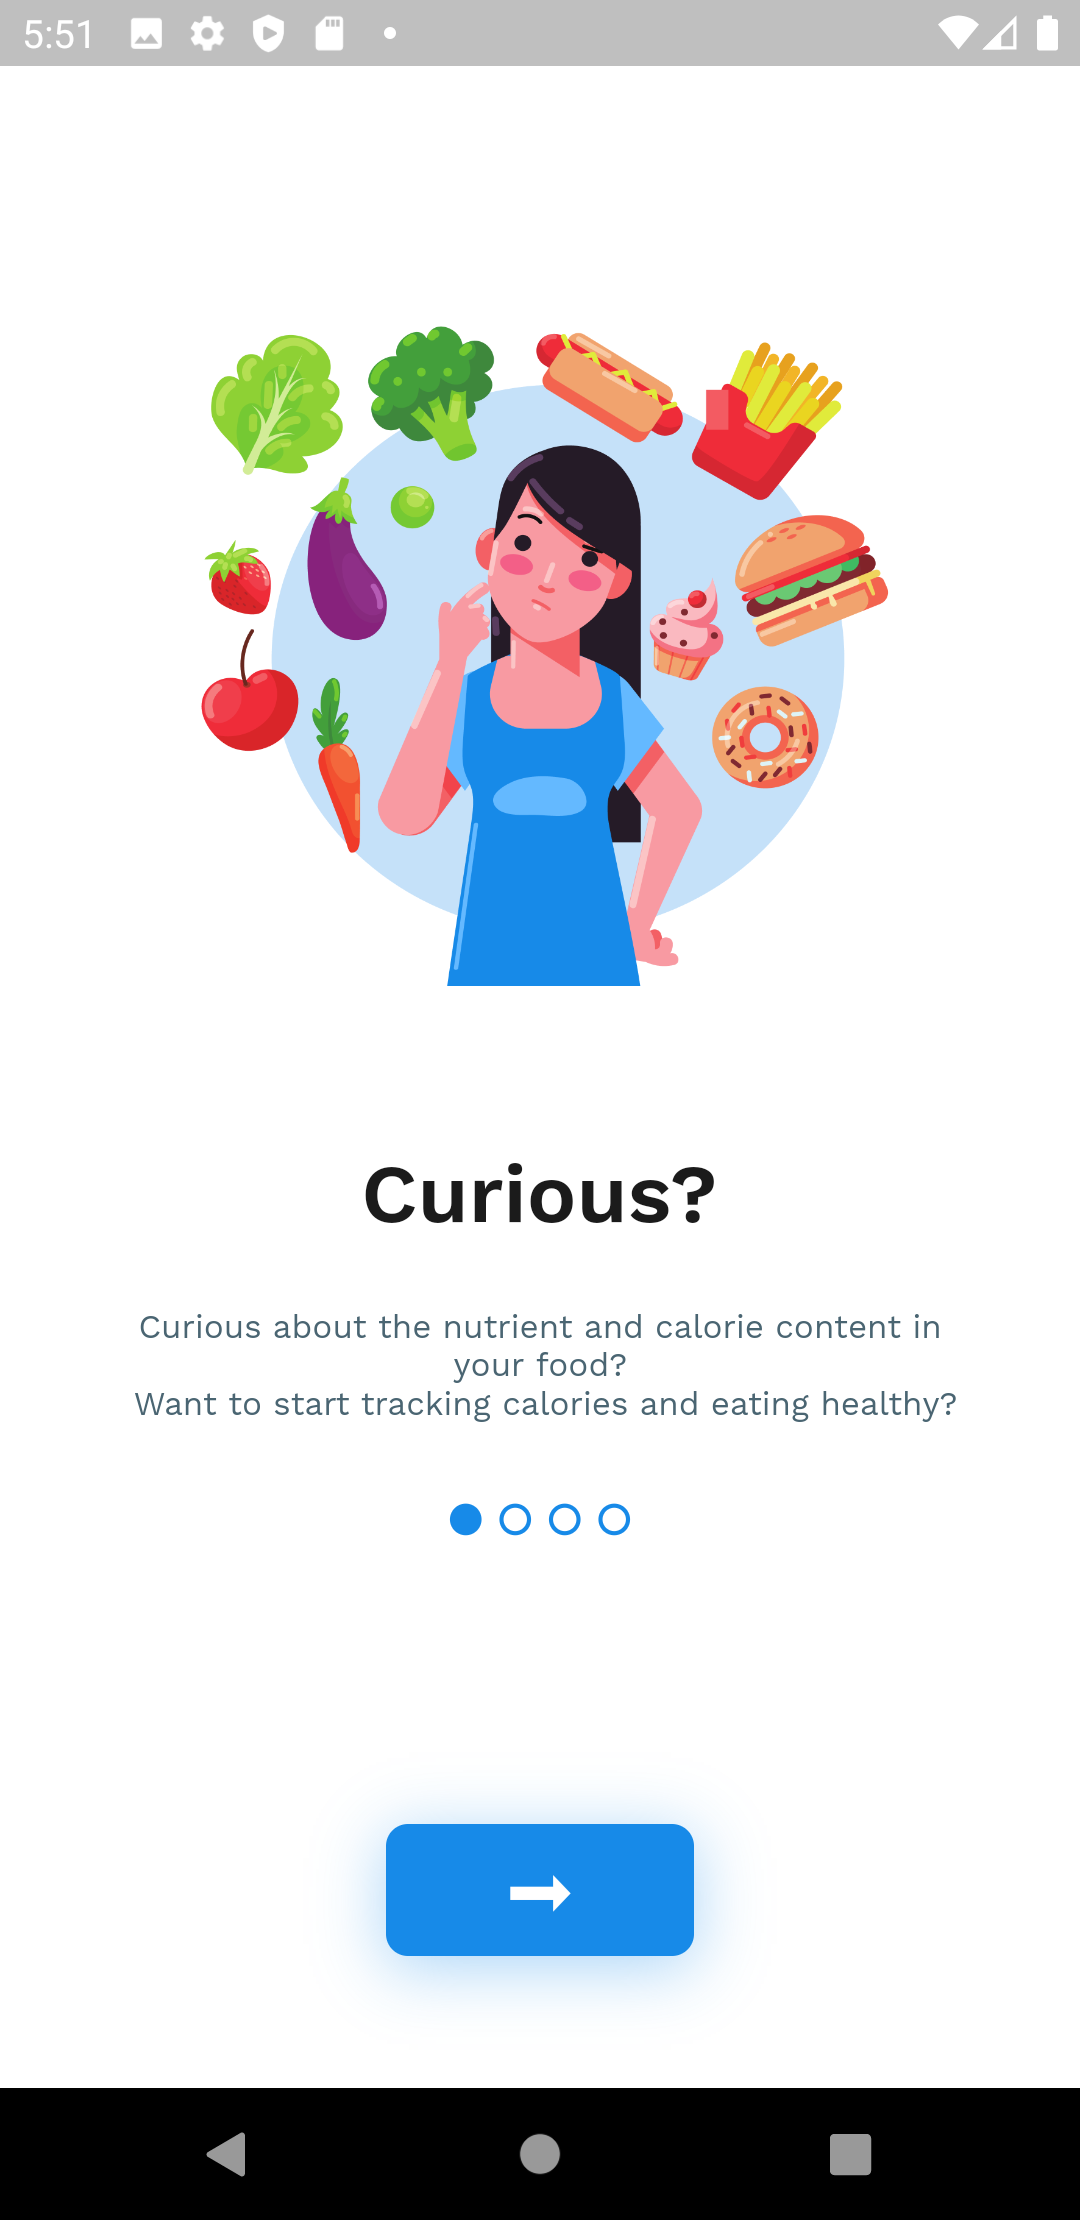 5:51
Curious?
Curious about the nutrient and calorie content in
your food?
Want to start tracking calories and eating healthy?